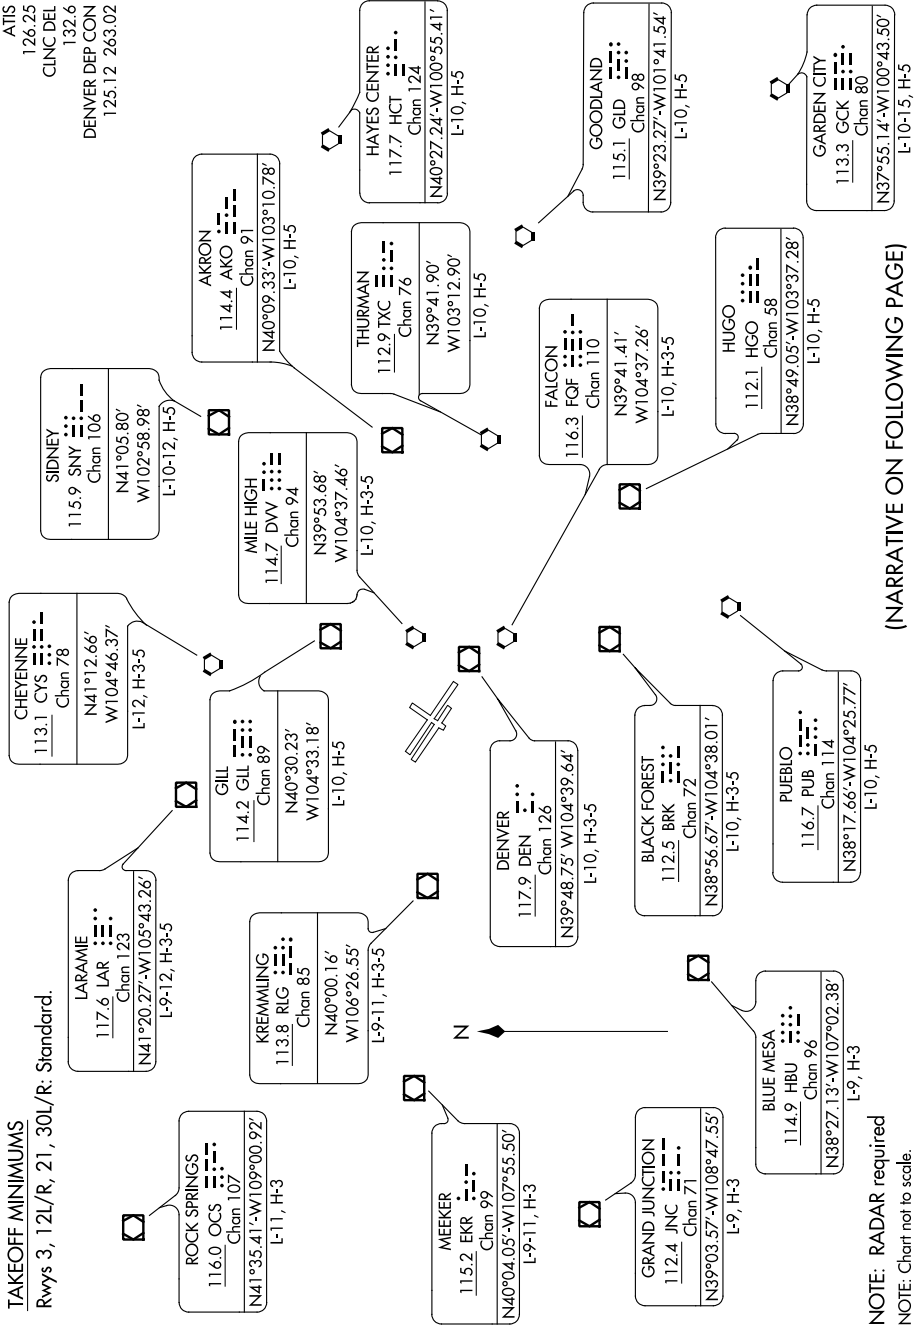 TAKEOFF MINIMUMS
Rwys 3, 12L/R, 21, 30L/R: Standard.
ATIS
126.25
CLNC DEL
132.6
DENVER DEP CON
125.12 263.02
ROCK SPRINGS
116.0 OCS
Chan 107
N41°35.41’-W109°00.92’
L-11, H-3
LARAMIE
117.6 LAR
Chan 123
N41°20.27’-W105°43.26’
L-9-12, H-3-5
CHEYENNE
113.1 CYS
Chan 78
N41°12.66’
W104°46.37’
L-12, H-3-5
SIDNEY
115.9 SNY
Chan 106
N41°05.80’
W102°58.98’
L-10-12, H-5
AKRON
114.4 AKO
Chan 91
N40°09.33’-W103°10.78’
L-10, H-5
HAYES CENTER
117.7 HCT
Chan 124
N40°27.24’-W100°55.41’
L-10, H-5
GILL
114.2 GLL
Chan 89
N40°30.23’
W104°33.18’
L-10, H-5
MILE HIGH
114.7 DVV
Chan 94
N39°53.68’
W104°37.46’
L-10, H-3-5
KREMMLING
113.8 RLG
Chan 85
N40°00.16’
W106°26.55’
L-9-11, H-3-5
THURMAN
112.9 TXC
Chan 76
N39°41.90’
W103°12.90’
L-10, H-5
MEEKER
115.2 EKR
Chan 99
N40°04.05’-W107°55.50’
L-9-11, H-3
N
DENVER
117.9 DEN
Chan 126
N39°48.75’ W104°39.64’
L-10, H-3-5
FALCON
116.3 FQF
Chan 110
N39°41.41’
W104°37.26’
L-10, H-3-5
GOODLAND
115.1 GLD
Chan 98
N39°23.27’-W101°41.54’
L-10, H-5
GRAND JUNCTION
112.4 JNC
Chan 71
N39°03.57’-W108°47.55’
L-9, H-3
BLACK FOREST
112.5 BRK
Chan 72
N38°56.67’-W104°38.01’
L-10, H-3-5
HUGO
112.1 HGO
Chan 58
N38°49.05’-W103°37.28’
L-10, H-5
BLUE MESA
114.9 HBU
Chan 96
N38°27.13’-W107°02.38’
L-9, H-3
PUEBLO
116.7 PUB
Chan 114
N38°17.66’-W104°25.77’
L-10, H-5
GARDEN CITY
113.3 GCK
Chan 80
N37°55.14’-W100°43.50’
L-10-15, H-5
NOTE: RADAR required
NOTE: Chart not to scale.
(NARRATIVE ON FOLLOWING PAGE)